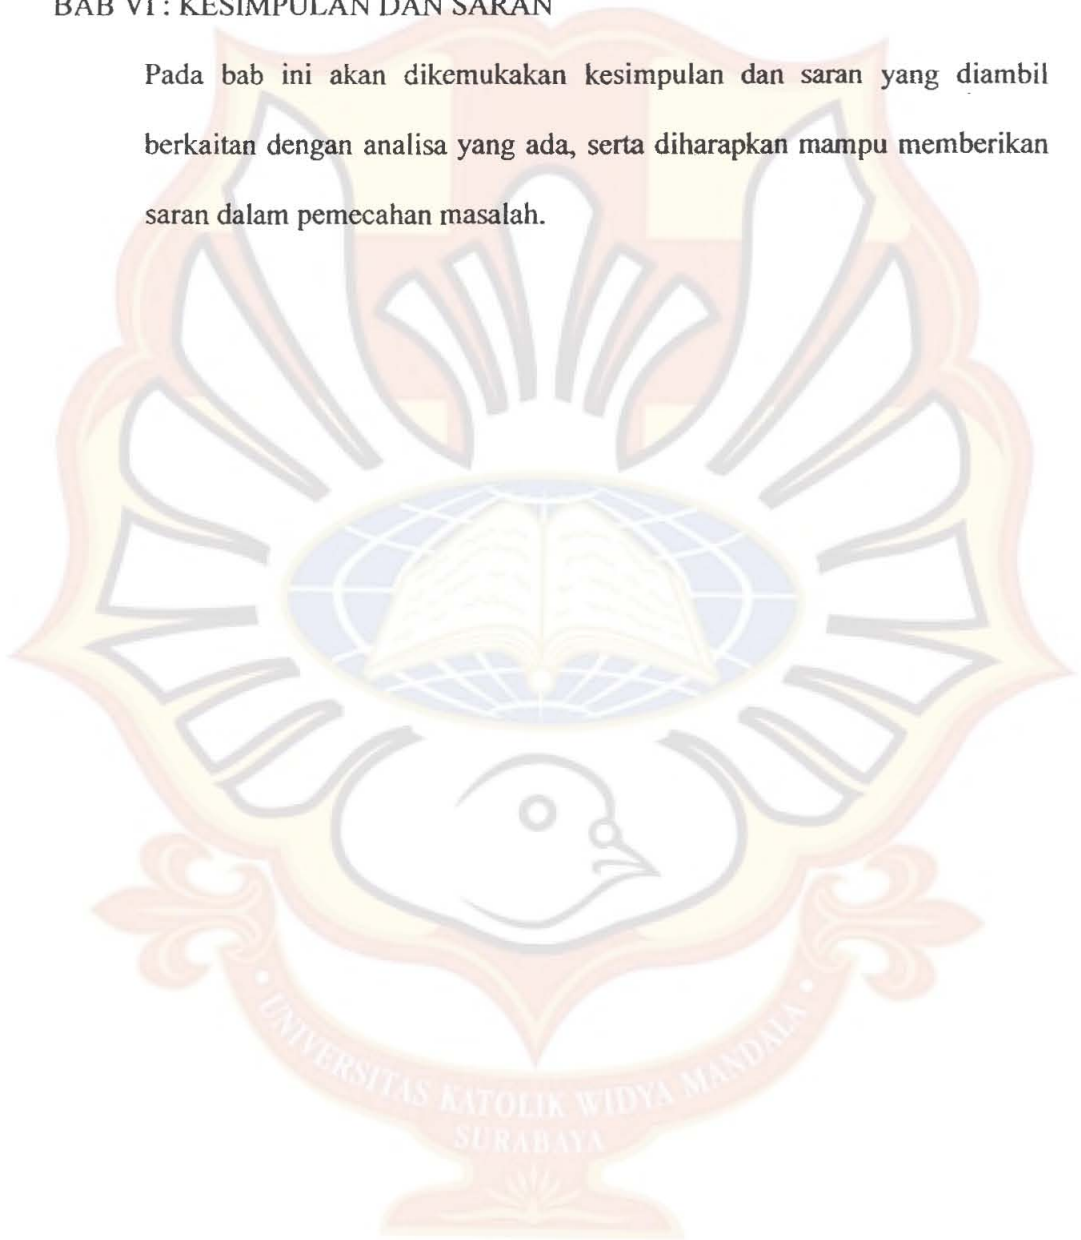 BAB VI : KESIMPULAN DAN SARAN
Pada bab ini akan dikemukakan kesimpulan dan saran yang diambil
berkaitan dengan analisa yang ada, serta diharapkan mampu memberikan
saran dalam pemecahan masalah.
UNIVERSITAS KATOLIK WIDYA MANDALA
SURABAYA